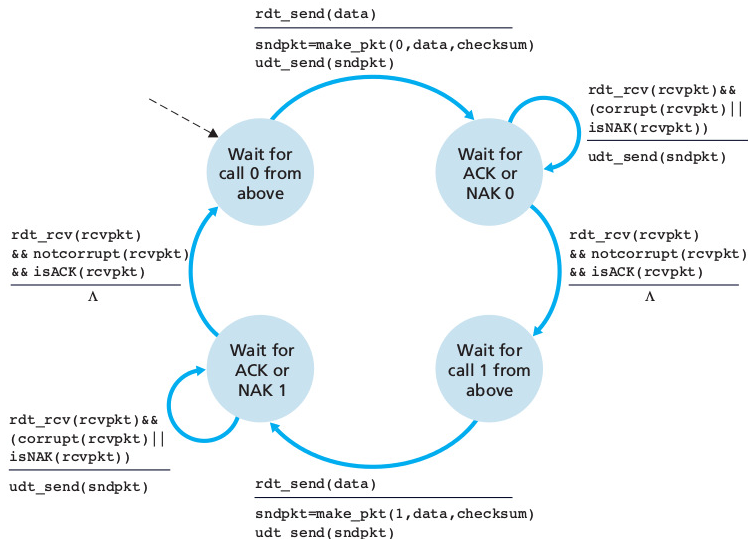 rdt_send(data)
sndpkt=make_pkt(0,data,checksum)
udt_send(sndpkt)
rdt_rcv(rcvpkt)&&
(corrupt(rcvpkt)||
isNAK(rcvpkt))
udt_send(sndpkt)
Wait for
call 0 from
above
Wait for
ACK or
NAK 0
rdt_rcv(rcvpkt)
&& notcorrupt(rcvpkt)
&& isACK(rcvpkt)
Λ
rdt_rcv(rcvpkt)
&& notcorrupt(rcvpkt)
&& isACK(rcvpkt)
Λ
Wait for
ACK or
NAK 1
Wait for
call 1 from
above
rdt_rcv(rcvpkt)&&
(corrupt(rcvpkt)||
isNAK(rcvpkt))
udt_send(sndpkt)
rdt_send(data)
sndpkt=make_pkt(1,data,checksum)
udt send(sndpkt)